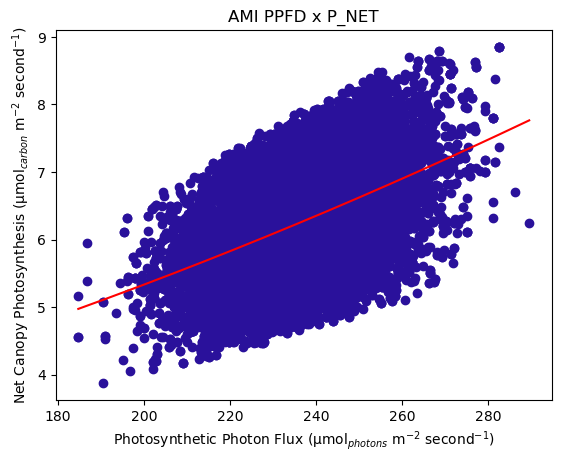 AMI PPFD x P_NET
Net Canopy Photosynthesis (μmol_carbon m⁻² second⁻¹)
9
8
7
6
5
4
180 200 220 240 260 280
Photosynthetic Photon Flux (μmol_photons m⁻² second⁻¹)